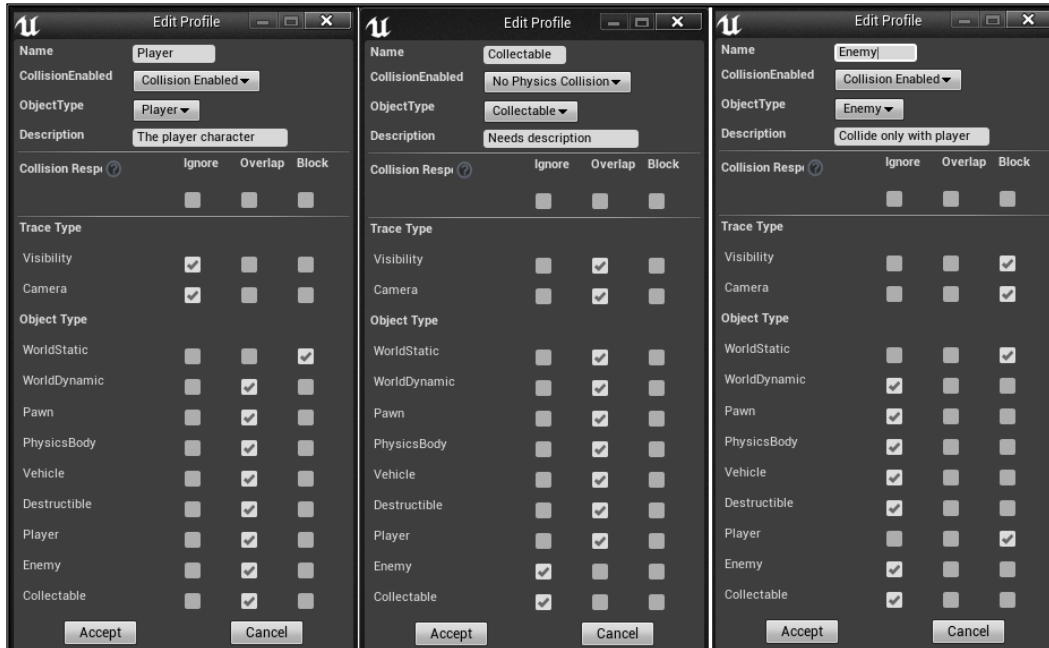 Edit Profile
Name Player
CollisionEnabled Collision Enabled
ObjectType Player
Description The player character
Collision Resp
Ignore Overlap Block
Trace Type
Visibility
Camera
Object Type
WorldStatic
WorldDynamic
Pawn
PhysicsBody
Vehicle
Destructible
Player
Enemy
Collectable
Accept Cancel
Edit Profile
Name Collectable
CollisionEnabled No Physics Collision
ObjectType Collectable
Description Needs description
Collision Resp
Ignore Overlap Block
Trace Type
Visibility
Camera
Object Type
WorldStatic
WorldDynamic
Pawn
PhysicsBody
Vehicle
Destructible
Player
Enemy
Collectable
Accept Cancel
Edit Profile
Name Enemy
CollisionEnabled Collision Enabled
ObjectType Enemy
Description Collide only with player
Collision Resp
Ignore Overlap Block
Trace Type
Visibility
Camera
Object Type
WorldStatic
WorldDynamic
Pawn
PhysicsBody
Vehicle
Destructible
Player
Enemy
Collectable
Accept Cancel